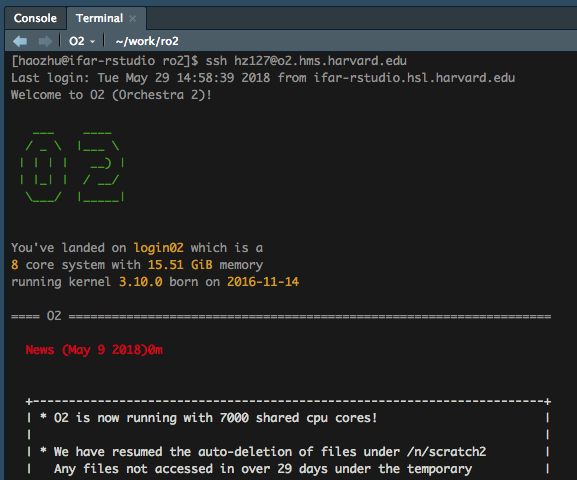 Console Terminal ×
O2 ~/work/ro2
[haozhu@ifar-rstudio ro2]$ ssh hz127@o2.hms.harvard.edu
Last login: Tue May 29 14:58:39 2018 from ifar-rstudio.hsl.harvard.edu
Welcome to O2 (Orchestra 2)!
   ___    ____
  / _ \  |___ \
 | | | |   __) |
 | |_| |  / __/
  \___/  |_____|
You've landed on login02 which is a
8 core system with 15.51 GiB memory
running kernel 3.10.0 born on 2016-11-14
==== O2 ===================================================================
News (May 9 2018)0m
+-----------------------------------------------------------------------+
| * O2 is now running with 7000 shared cpu cores! |
| |
| * We have resumed the auto-deletion of files under /n/scratch2 |
| Any files not accessed in over 29 days under the temporary |